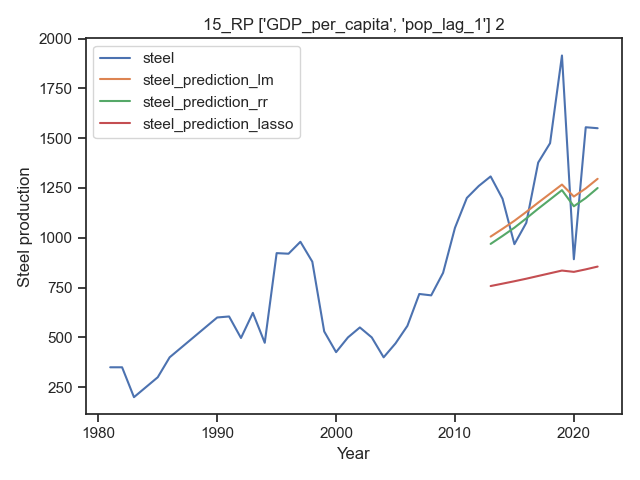 15_RP ['GDP_per_capita', 'pop_lag_1'] 2
steel
steel_prediction_lm
steel_prediction_rr
steel_prediction_lasso
Steel production
2000
1750
1500
1250
1000
750
500
250
1980
1990
2000
2010
2020
Year